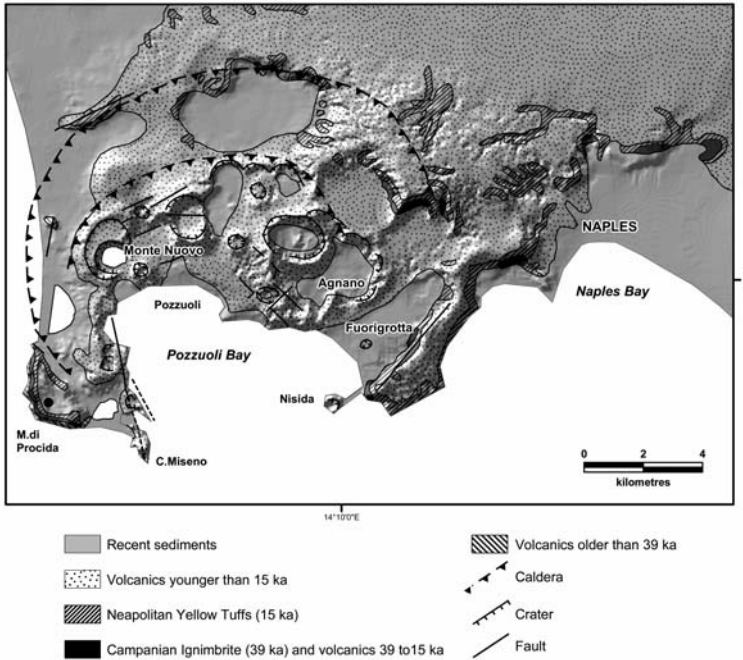 NAPLES
Monte Nuovo
Agnano
Naples Bay
Pozzuoli
Fuorigrotta
Pozzuoli Bay
Nisida
M.di
Procida
C.Miseno
0 2 4
kilometres
14°10'0"E
Recent sediments
Volcanics younger than 15 ka
Neapolitan Yellow Tuffs (15 ka)
Campanian Ignimbrite (39 ka) and volcanics 39 to15 ka
Volcanics older than 39 ka
Caldera
Crater
Fault